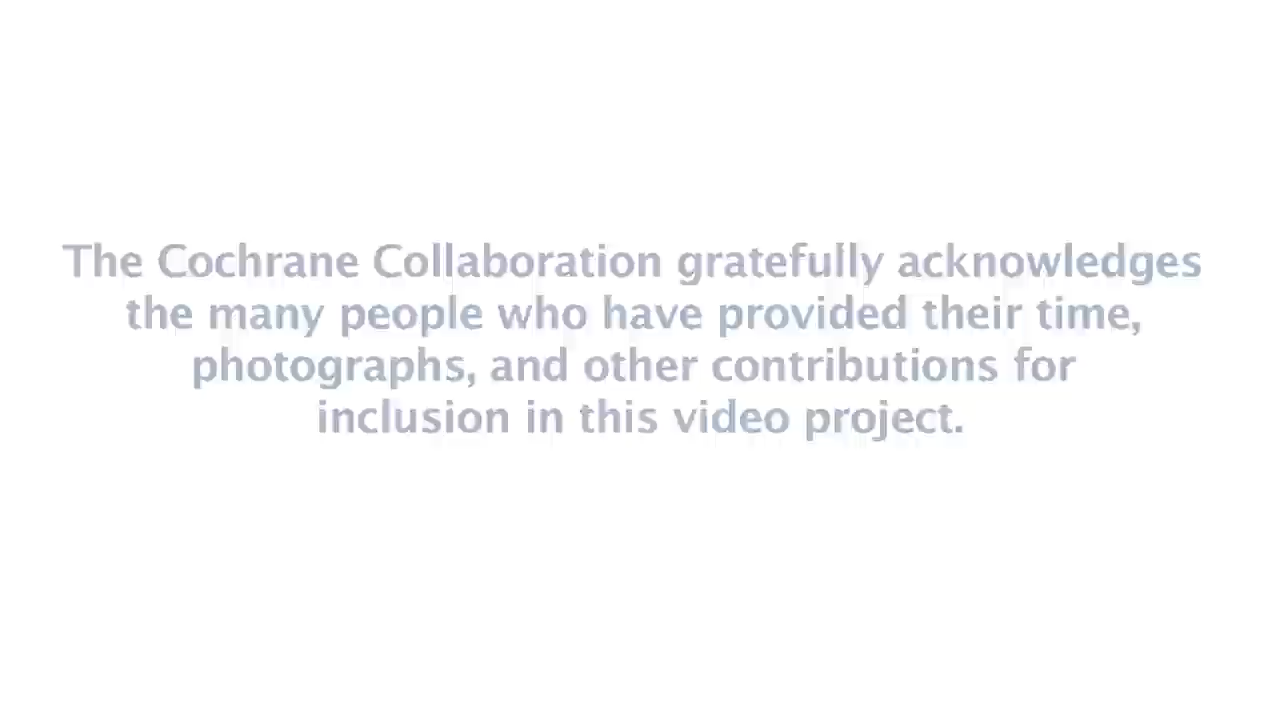 The Cochrane Collaboration gratefully acknowledges
the many people who have provided their time,
photographs, and other contributions for
inclusion in this video project.